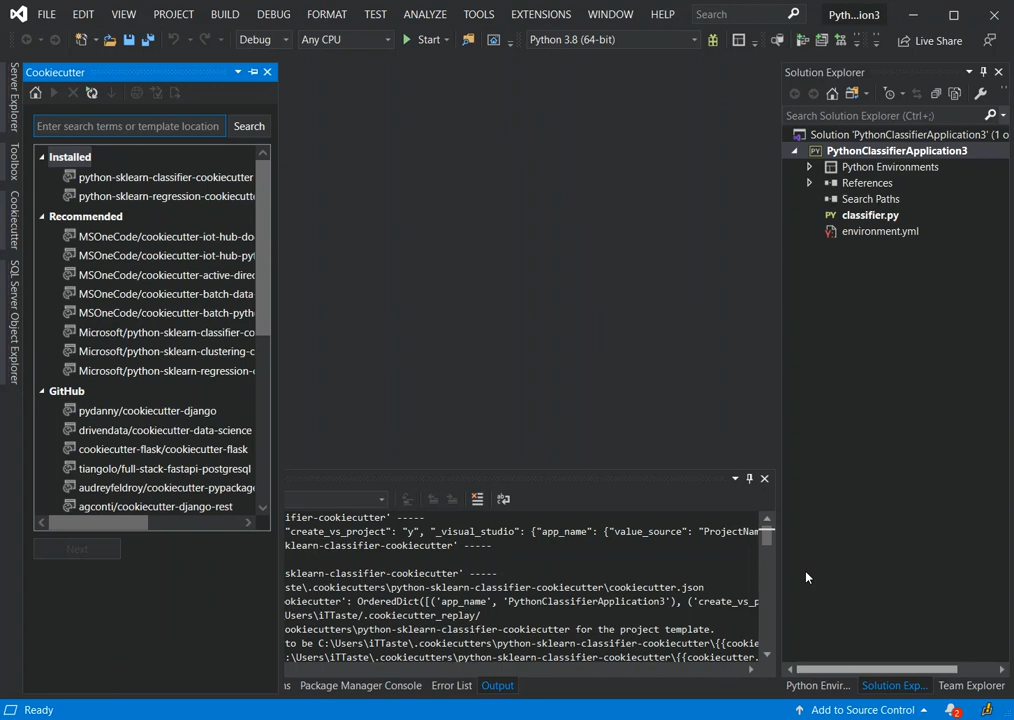 FILE EDIT VIEW PROJECT BUILD DEBUG FORMAT TEST ANALYZE TOOLS EXTENSIONS WINDOW HELP Search Pyth...ion3
Debug Any CPU Start Python 3.8 (64-bit) Live Share
Server Explorer
Toolbox
Cookiecutter
SQL Server Object Explorer
Cookiecutter
Enter search terms or template location Search
Installed
python-sklearn-classifier-cookiecutter
python-sklearn-regression-cookiecutt
Recommended
MSOneCode/cookiecutter-iot-hub-do
MSOneCode/cookiecutter-iot-hub-py
MSOneCode/cookiecutter-active-direc
MSOneCode/cookiecutter-batch-data
MSOneCode/cookiecutter-batch-pyth
Microsoft/python-sklearn-classifier-co
Microsoft/python-sklearn-clustering-c
Microsoft/python-sklearn-regression-
GitHub
pydanny/cookiecutter-django
drivendata/cookiecutter-data-science
cookiecutter-flask/cookiecutter-flask
tiangolo/full-stack-fastapi-postgresql
audreyfeldroy/cookiecutter-pypackage
agconti/cookiecutter-django-rest
Next
ifier-cookiecutter' -----
"create_vs_project": "y", "_visual_studio": {"app_name": {"value_source": "ProjectNam
klearn-classifier-cookiecutter' -----
sklearn-classifier-cookiecutter' -----
ste\.cookiecutters\python-sklearn-classifier-cookiecutter\cookiecutter.json
ookiecutter': OrderedDict([('app_name', 'PythonClassifierApplication3'), ('create_vs_p
Users\iTTaste/.cookiecutter_replay/
ookiecutters\python-sklearn-classifier-cookiecutter for the project template.
to be C:\Users\iTTaste\.cookiecutters\python-sklearn-classifier-cookiecutter\{{cookie
:\Users\iTTaste\.cookiecutters\python-sklearn-classifier-cookiecutter\{{cookiecutter.
ns Package Manager Console Error List Output
Solution Explorer
Search Solution Explorer (Ctrl+;)
Solution 'PythonClassifierApplication3' (1 o
PY PythonClassifierApplication3
Python Environments
References
Search Paths
PY classifier.py
environment.yml
Python Envir... Solution Exp... Team Explorer
Ready Add to Source Control 2